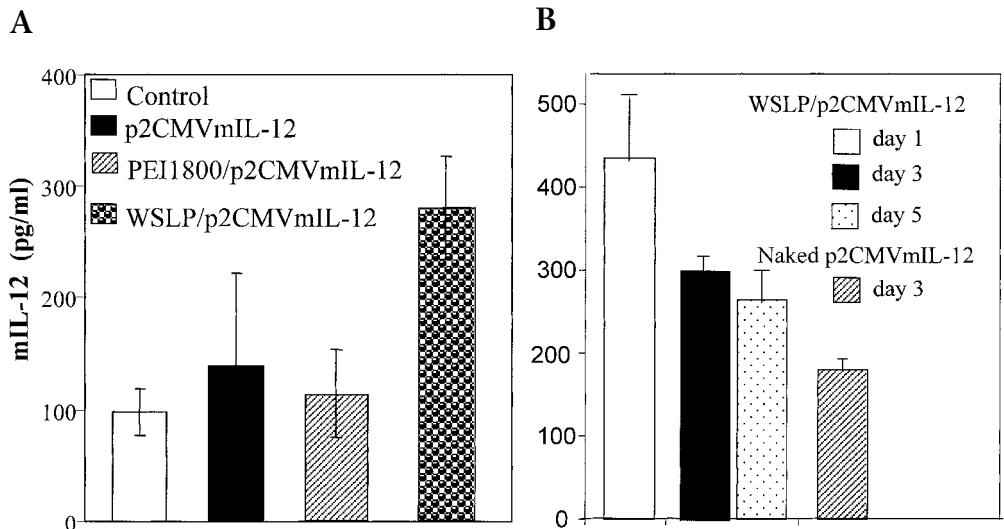 A
mIL-12 (pg/ml)
400
300
200
100
0
Control
p2CMVmIL-12
PEI1800/p2CMVmIL-12
WSLP/p2CMVmIL-12
B
500
400
300
200
100
0
WSLP/p2CMVmIL-12
day 1
day 3
day 5
Naked p2CMVmIL-12
day 3